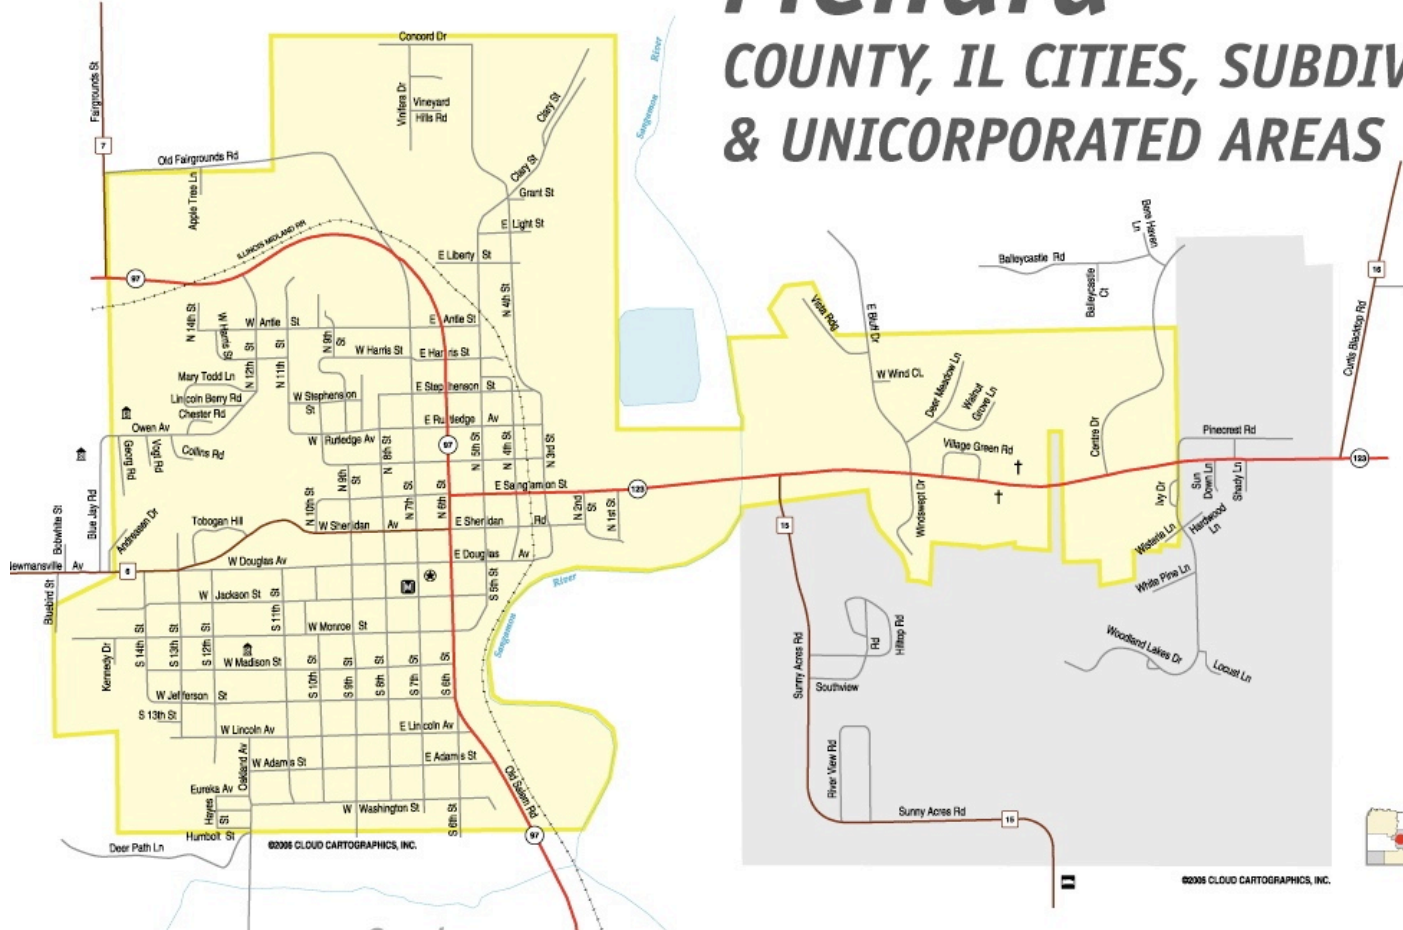 COUNTY, IL CITIES, SUBDIV
& UNICORPORATED AREAS
Concord Dr
River
Sangamon
Fairgrounds St
Vinifera Dr
Vineyard
Hills Rd
Clary St
7
Old Fairgrounds Rd
Apple Tree Ln
Clary St
Grant St
E Light St
ILLINOIS MIDLAND RR
E Liberty St
97
N 4th St
N 14th St
W Harris St
W Antle St
N 9th St
E Antle St
N 12th St
N 11th St
W Harris St
E Harris St
Mary Todd Ln
Lincoln Berry Rd
Chester Rd
E Stephenson St
W Stephenson St
Owen Av
E Rutledge Av
Georg Rd
Vogt Rd
Collins Rd
W Rutledge Av
N 8th St
97
N 5th St
N 4th St
N 3rd St
N 9th St
E Sangamon St
123
N 10th St
N 7th St
N 6th St
N 2nd St
N 1st St
Blue Jay Rd
Bobwhite St
Andreasen Dr
Tobogan Hill
W Sheridan Av
E Sheridan Rd
Newmansville Av
6
W Douglas Av
E Douglas Av
Bluebird St
W Jackson St
S 11th St
S 5th St
River
Sangamon
W Monroe St
Kennedy Dr
S 14th St
S 13th St
S 12th St
W Madison St
S 10th St
S 9th St
S 8th St
S 7th St
S 6th St
W Jefferson St
S 13th St
W Lincoln Av
E Lincoln Av
Oakland Av
W Adams St
E Adams St
Old Salem Rd
Eureka Av
Hayes St
W Washington St
S 6th St
Humbolt St
97
Deer Path Ln
©2006 CLOUD CARTOGRAPHICS, INC.
Bens Haven Ln
Balleycastle Rd
Balleycastle Ct
16
Curtis Blacktop Rd
Vista Rdg
E Bluff Dr
W Wind Ct.
Deer Meadow Ln
Walnut Grove Ln
Village Green Rd
Centre Dr
Pinecrest Rd
123
Sun Down Ln
Shady Ln
Ivy Dr
Windswept Dr
Hardwood Ln
Wisteria Ln
15
White Pine Ln
Hilltop Rd
Rd
Sunny Acres Rd
Southview
Woodland Lakes Dr
Locust Ln
River View Rd
Sunny Acres Rd
15
©2006 CLOUD CARTOGRAPHICS, INC.